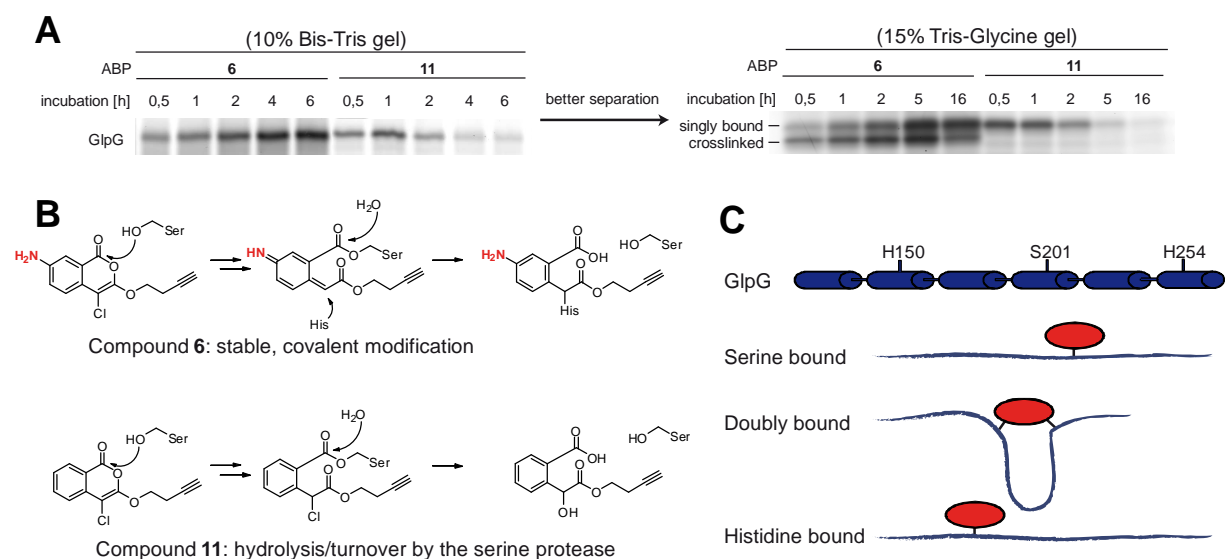 A
(10% Bis-Tris gel)
ABP
6 11
incubation [h] 0,5 1 2 4 6 0,5 1 2 4 6
GlpG
better separation
(15% Tris-Glycine gel)
ABP
6 11
incubation [h] 0,5 1 2 5 16 0,5 1 2 5 16
singly bound
crosslinked
B
H2N O O HO Ser O Cl
HN O O Ser H2O O O His
H2N O OH HO Ser O O His
Compound 6: stable, covalent modification
O O HO Ser O Cl
O O Ser H2O O O Cl
O OH HO Ser O O OH
Compound 11: hydrolysis/turnover by the serine protease
C
H150 S201 H254
GlpG
Serine bound
Doubly bound
Histidine bound